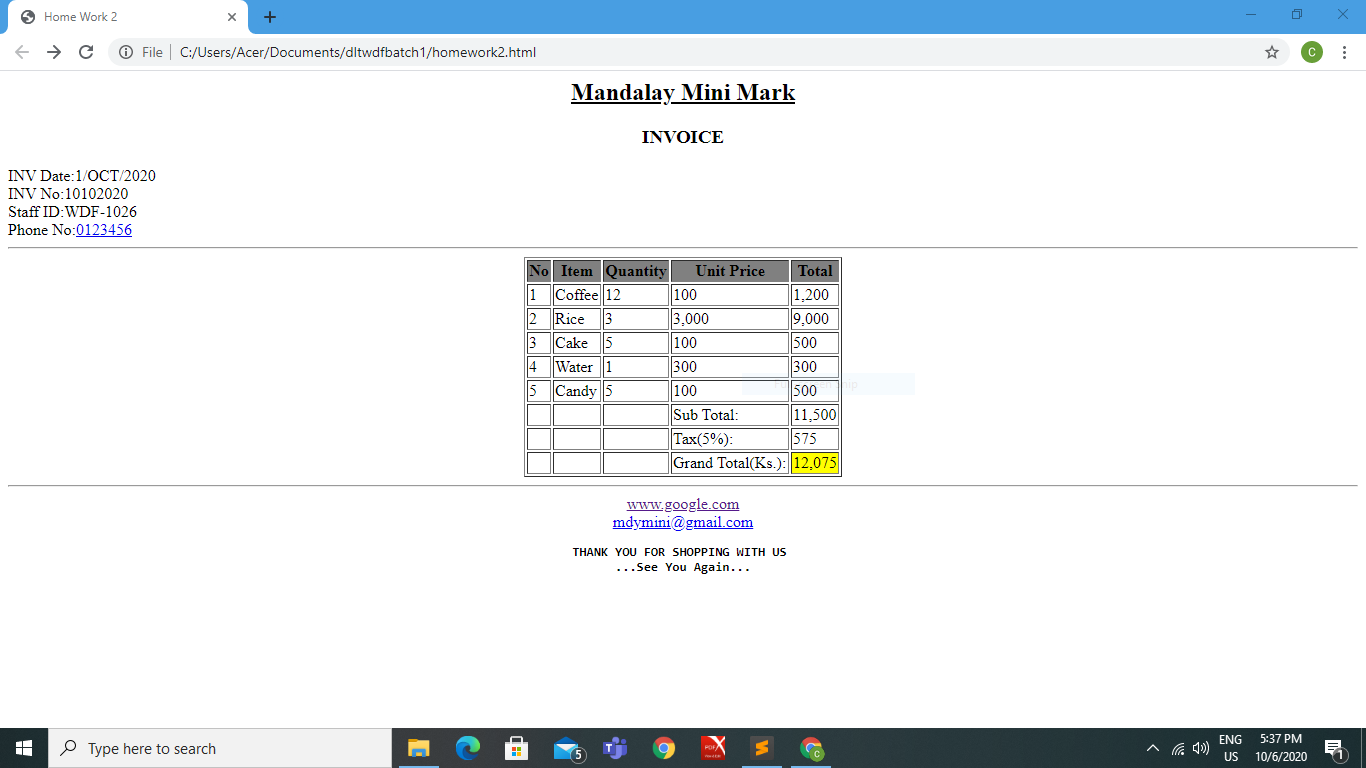 Home Work 2
File C:/Users/Acer/Documents/dltwdfbatch1/homework2.html
C
Mandalay Mini Mark
INVOICE
INV Date:1/OCT/2020
INV No:10102020
Staff ID:WDF-1026
Phone No:0123456
No Item Quantity Unit Price Total
1 Coffee 12 100 1,200
2 Rice 3 3,000 9,000
3 Cake 5 100 500
4 Water 1 300 300
5 Candy 5 100 500
Sub Total: 11,500
Tax(5%): 575
Grand Total(Ks.): 12,075
www.google.com
mdymini@gmail.com
THANK YOU FOR SHOPPING WITH US
...See You Again...
Type here to search
5
PDF
C
ENG
US
5:37 PM
10/6/2020
1